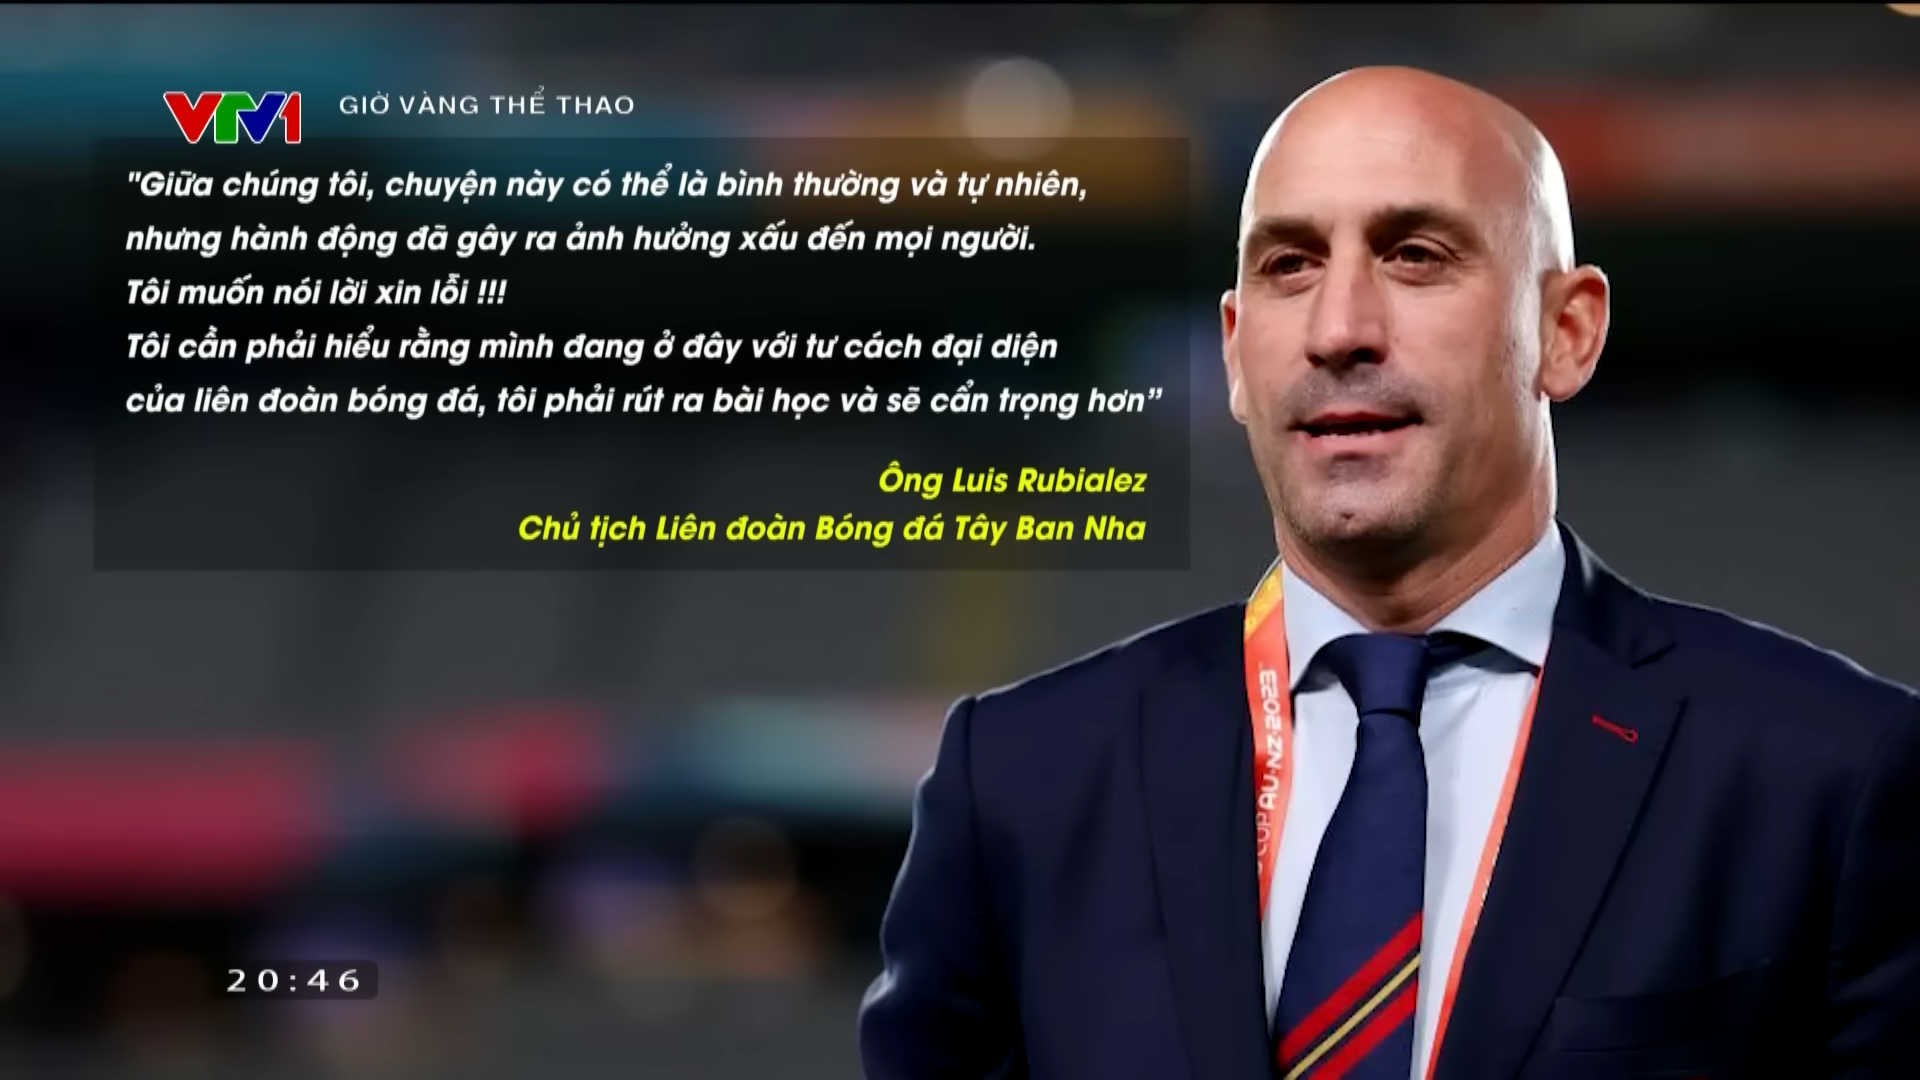 VTV1 GIỜ VÀNG THỂ THAO
"Giữa chúng tôi, chuyện này có thể là bình thường và tự nhiên,
nhưng hành động đã gây ra ảnh hưởng xấu đến mọi người.
Tôi muốn nói lời xin lỗi !!!
Tôi cần phải hiểu rằng mình đang ở đây với tư cách đại diện
của liên đoàn bóng đá, tôi phải rút ra bài học và sẽ cẩn trọng hơn”
Ông Luis Rubialez
Chủ tịch Liên đoàn Bóng đá Tây Ban Nha
CUP AU·NZ·2023
20:46